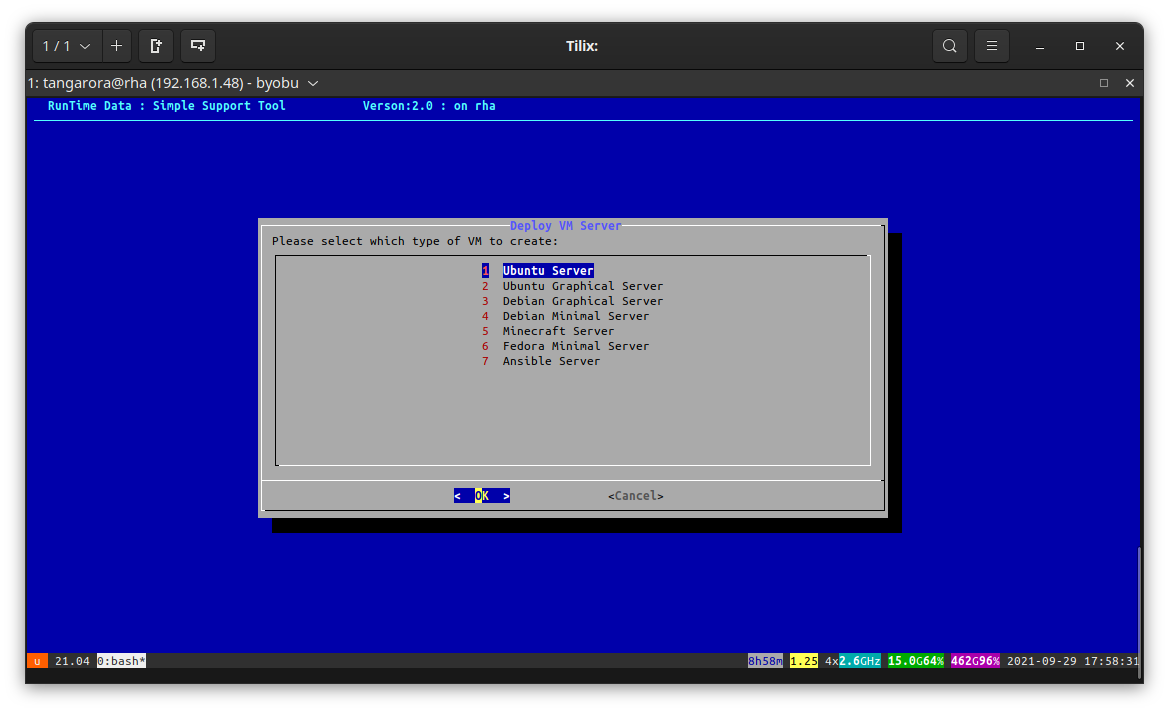 1 / 1
Tilix:
1: tangarora@rha (192.168.1.48) - byobu
RunTime Data : Simple Support Tool Verson:2.0 : on rha
Deploy VM Server
Please select which type of VM to create:
1 Ubuntu Server
2 Ubuntu Graphical Server
3 Debian Graphical Server
4 Debian Minimal Server
5 Minecraft Server
6 Fedora Minimal Server
7 Ansible Server
< OK > <Cancel>
u 21.04 0:bash* 8h58m 1.25 4x2.6GHz 15.0G64% 462G96% 2021-09-29 17:58:31